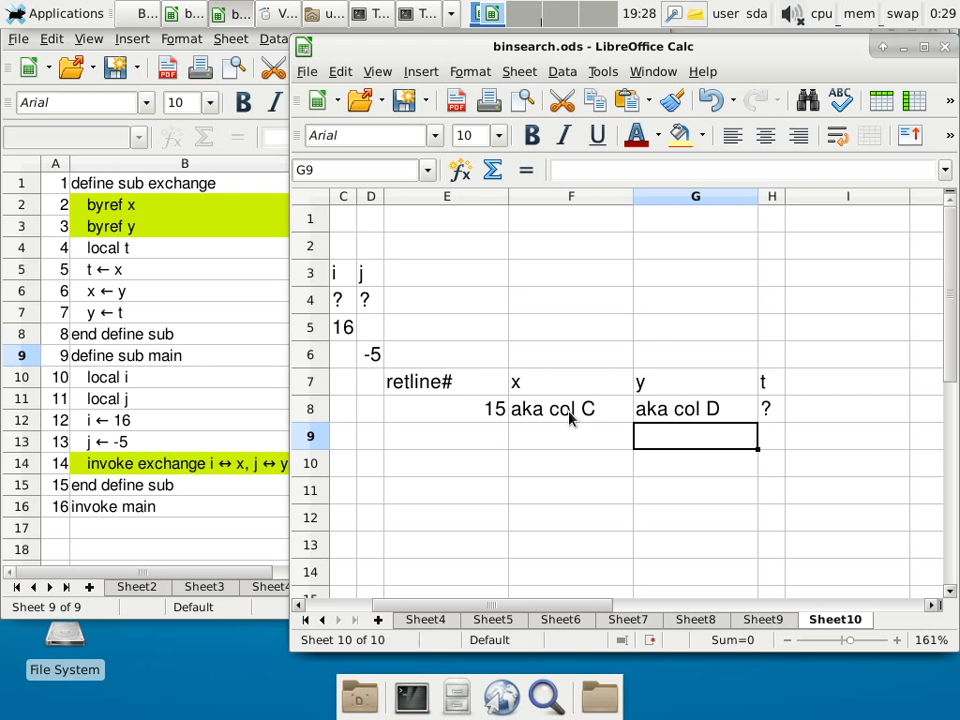 B... b... b... V... u... T... T... 19:28 user sda cpu mem swap 0:29
File Edit View Insert Format Sheet Data
Arial 10 B I
A B
1 1 define sub exchange
2 2 byref x
3 3 byref y
4 4 local t
5 5 t ← x
6 6 x ← y
7 7 y ← t
8 8 end define sub
9 9 define sub main
10 10 local i
11 11 local j
12 12 i ← 16
13 13 j ← -5
14 14 invoke exchange i ↔ x, j ↔ y
15 15 end define sub
16 16 invoke main
17
18
Sheet2 Sheet3 Sheet4
Sheet 9 of 9 Default
File System
binsearch.ods - LibreOffice Calc
File Edit View Insert Format Sheet Data Tools Window Help
ABC
Arial 10 B I U A
G9
C D E F G H I
1
2
3 i j
4 ? ?
5 16
6 -5
7 retline# x y t
8 15 aka col C aka col D ?
9
10
11
12
13
14
Sheet4 Sheet5 Sheet6 Sheet7 Sheet8 Sheet9 Sheet10
Sheet 10 of 10 Default Sum=0 161%